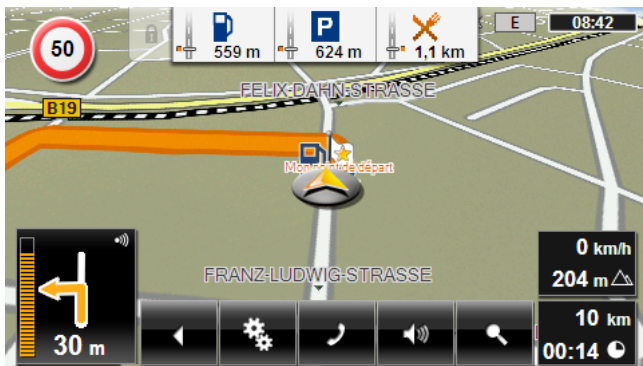 50
P
559 m
624 m
1,1 km
E
08:42
FELIX-DAHN-STRASSE
B19
Mon point de départ
FRANZ-LUDWIG-STRASSE
0 km/h
204 m
30 m
10 km
00:14